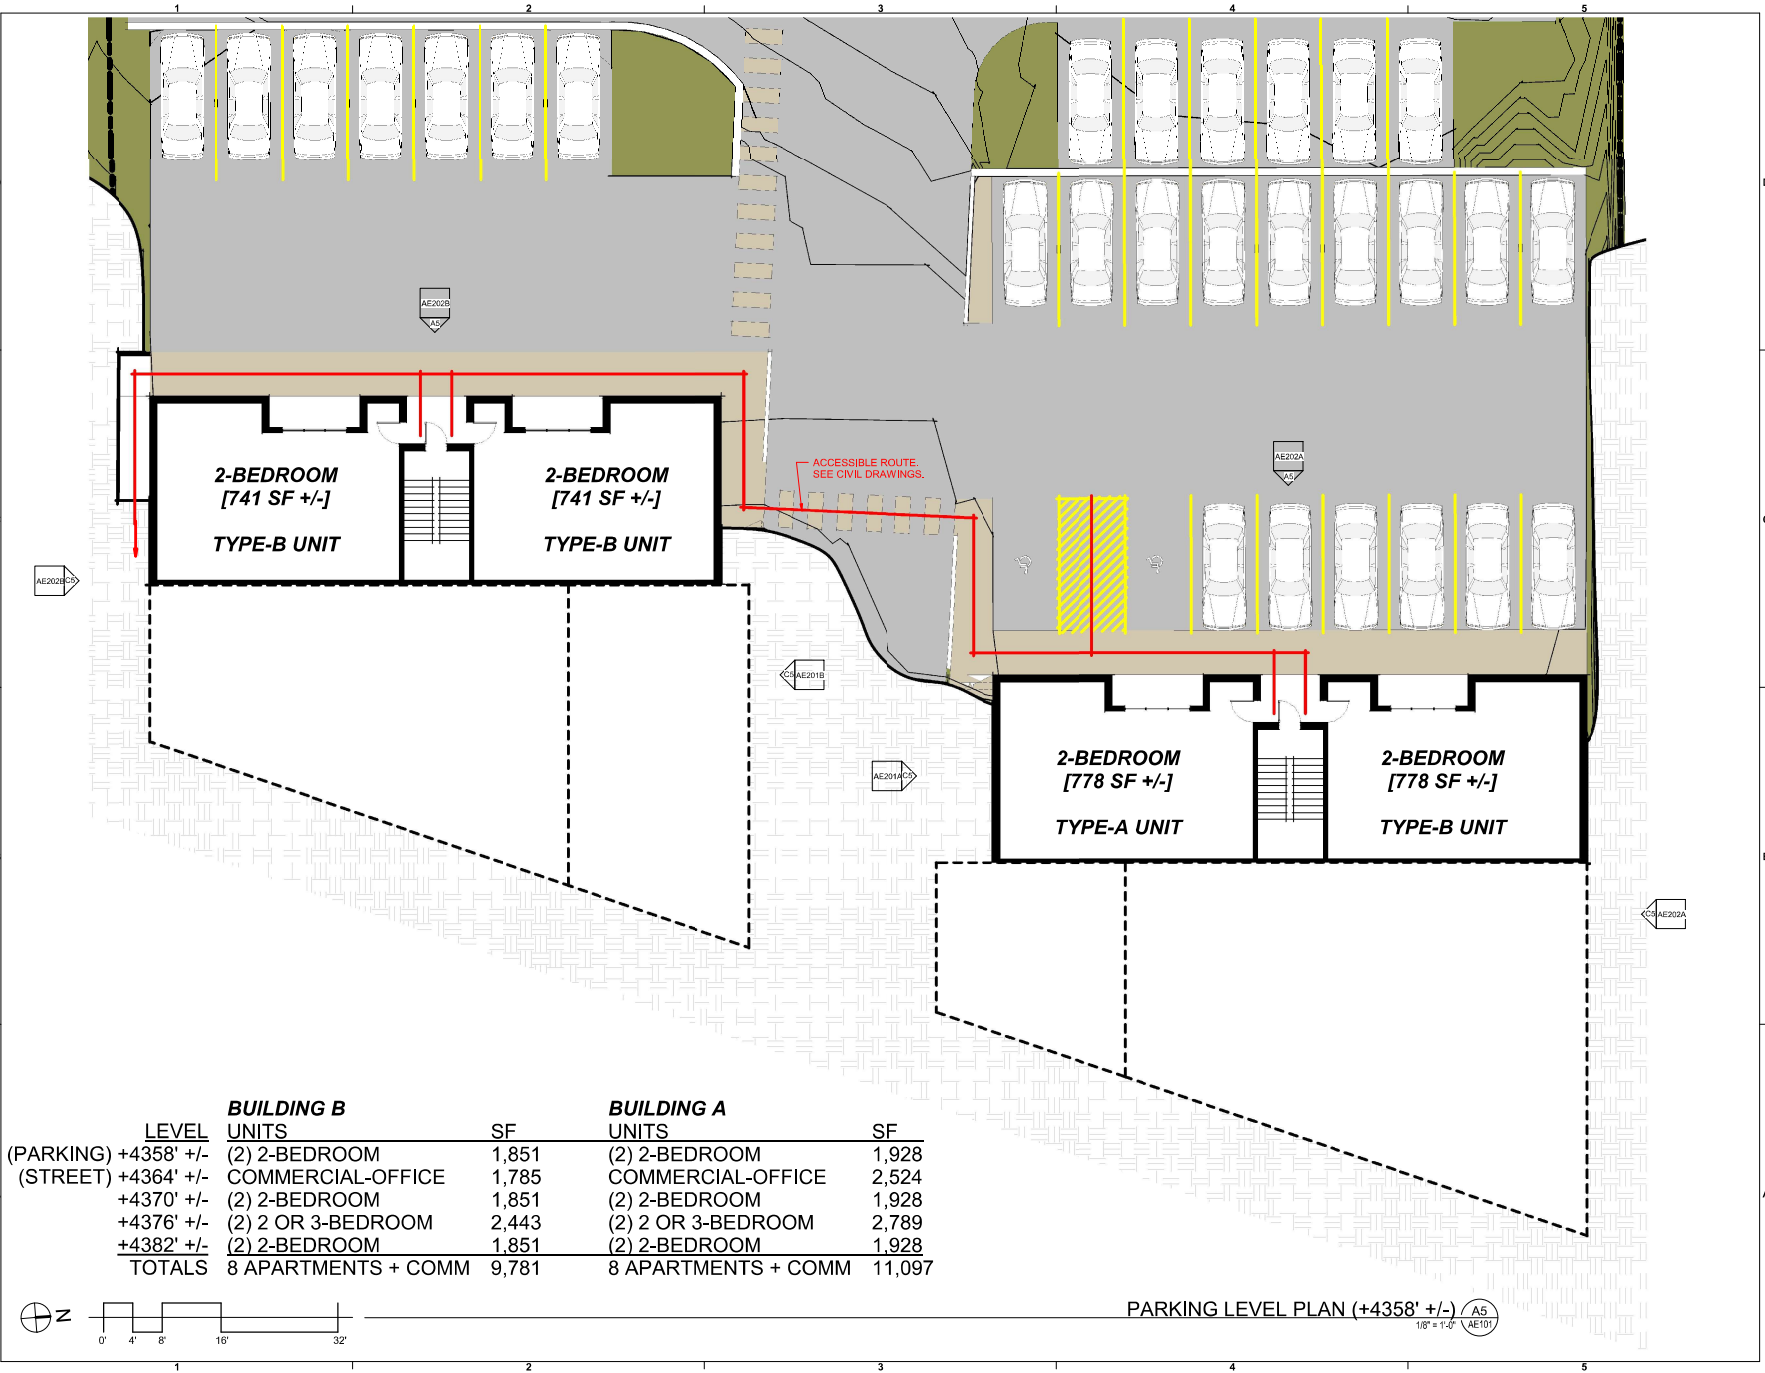 1 2 3 4 5
AE202B
A5
ACCESSIBLE ROUTE.
SEE CIVIL DRAWINGS.
AE202A
A5
2-BEDROOM
[741 SF +/-]
TYPE-B UNIT
2-BEDROOM
[741 SF +/-]
TYPE-B UNIT
AE202B C5
C5 AE201B
AE201A C5
2-BEDROOM
[778 SF +/-]
TYPE-A UNIT
2-BEDROOM
[778 SF +/-]
TYPE-B UNIT
C5 AE202A
BUILDING B BUILDING A
LEVEL UNITS SF UNITS SF
(PARKING) +4358' +/- (2) 2-BEDROOM 1,851 (2) 2-BEDROOM 1,928
(STREET) +4364' +/- COMMERCIAL-OFFICE 1,785 COMMERCIAL-OFFICE 2,524
+4370' +/- (2) 2-BEDROOM 1,851 (2) 2-BEDROOM 1,928
+4376' +/- (2) 2 OR 3-BEDROOM 2,443 (2) 2 OR 3-BEDROOM 2,789
+4382' +/- (2) 2-BEDROOM 1,851 (2) 2-BEDROOM 1,928
TOTALS 8 APARTMENTS + COMM 9,781 8 APARTMENTS + COMM 11,097
N
0' 4' 8' 16' 32'
PARKING LEVEL PLAN (+4358' +/-)
1/8" = 1'-0"
A5
AE101
1 2 3 4 5